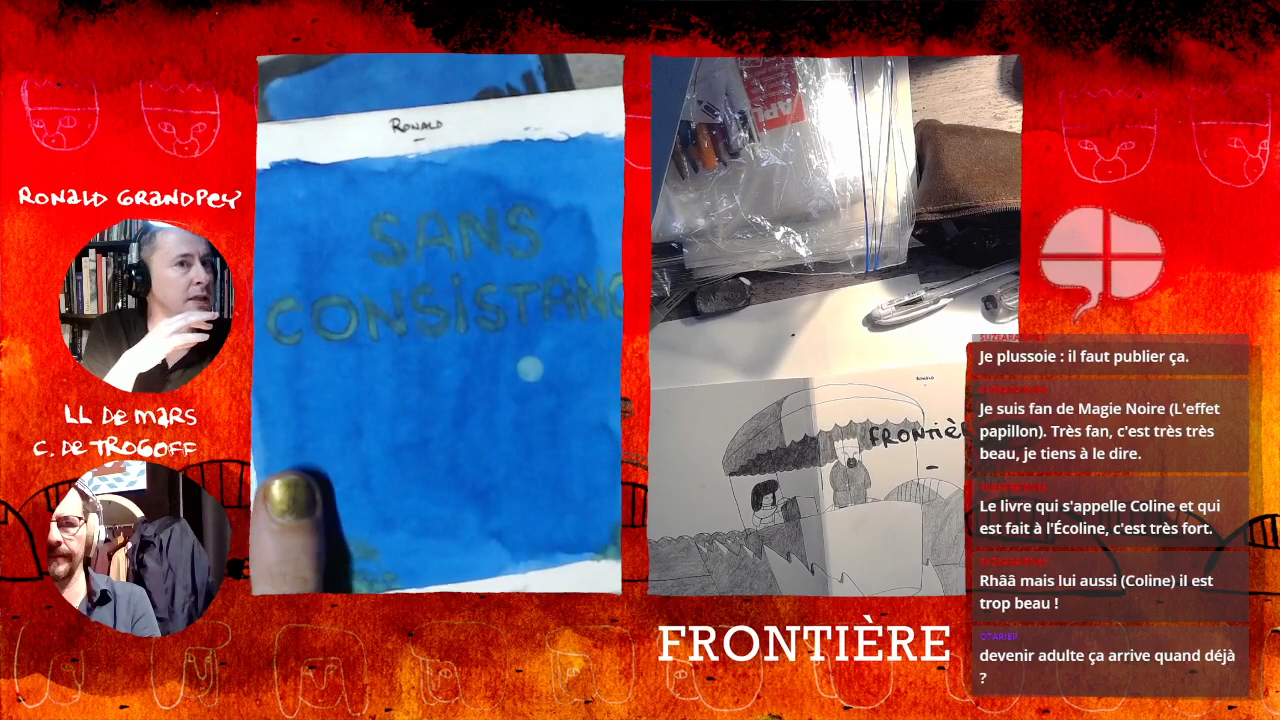 RONALD GRANDPEY
LL DE MARS
C. DE TROGOFF
RONALD
SANS
CONSISTANC
APLI
RONALD
FRONTIÈR
FRONTIÈRE
Je plussoie : il faut publier ça.
Je suis fan de Magie Noire (L'effet
papillon). Très fan, c'est très très
beau, je tiens à le dire.
Le livre qui s'appelle Coline et qui
est fait à l'Écoline, c'est très fort.
Rhââ mais lui aussi (Coline) il est
trop beau !
OTARIEP
devenir adulte ça arrive quand déjà
?